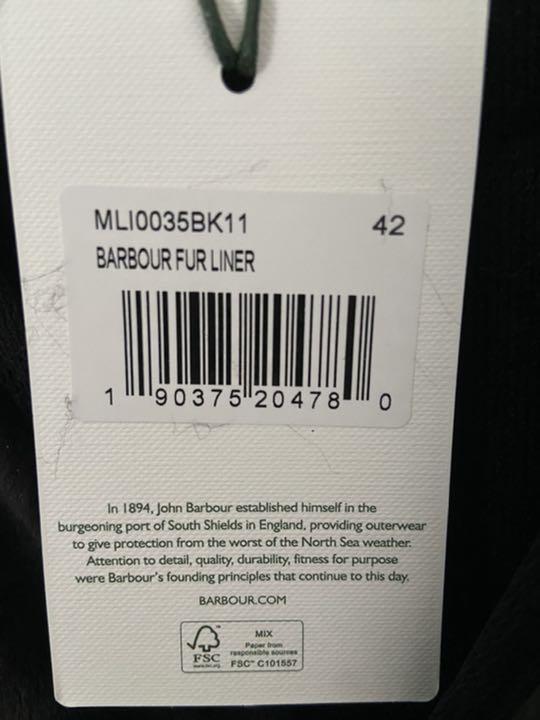 MLI0035BK11 42
BARBOUR FUR LINER
1 90375 20478 0
In 1894, John Barbour established himself in the
burgeoning port of South Shields in England, providing outerwear
to give protection from the worst of the North Sea weather.
Attention to detail, quality, durability, fitness for purpose
were Barbour's founding principles that continue to this day.
BARBOUR.COM
MIX
Paper from
responsible sources
FSC
www.fsc.org
FSC™ C101557